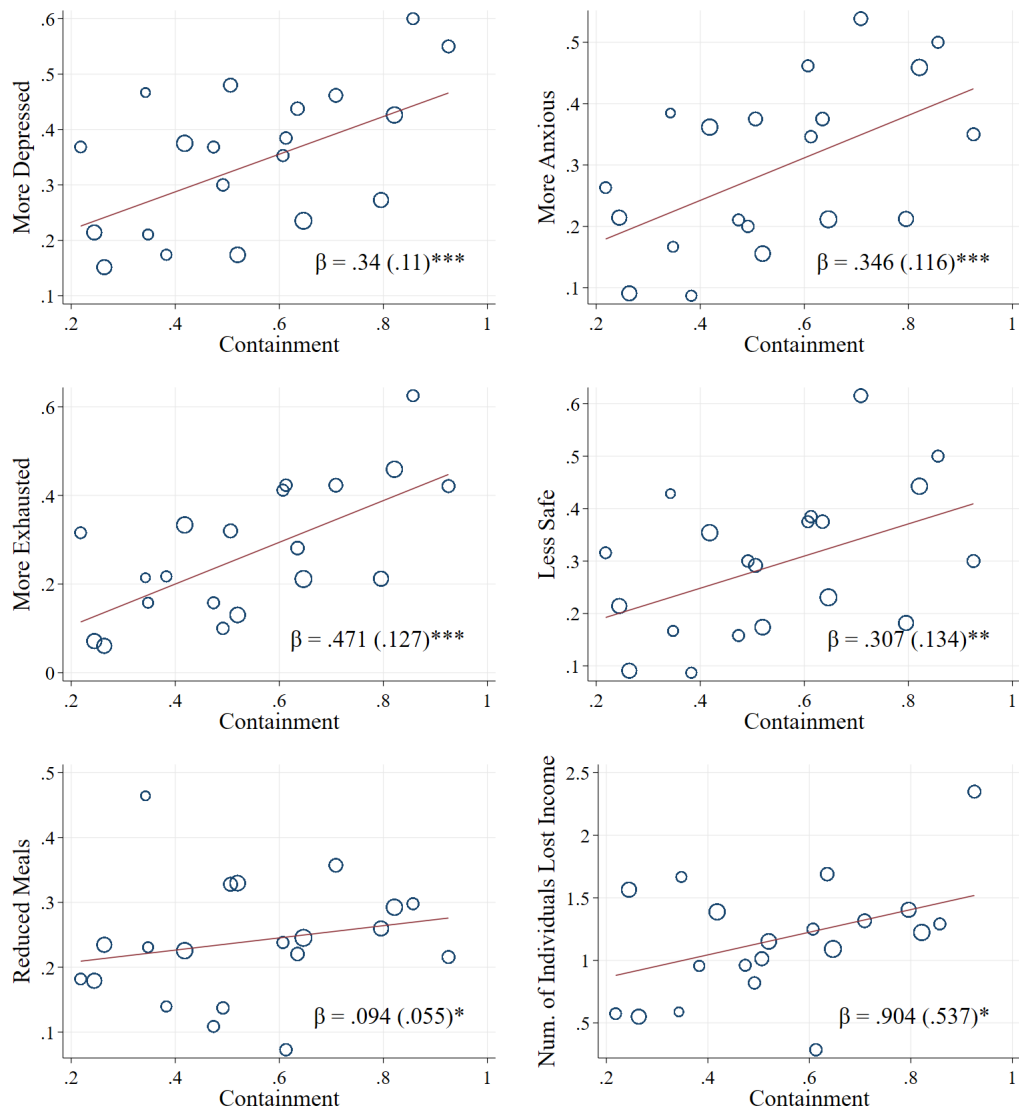 More Depressed
.6
.5
.4
.3
.2
.1
β = .34 (.11)***
.2 .4 .6 .8 1
Containment
More Anxious
.5
.4
.3
.2
.1
β = .346 (.116)***
.2 .4 .6 .8 1
Containment
More Exhausted
.6
.4
.2
0
β = .471 (.127)***
.2 .4 .6 .8 1
Containment
Less Safe
.6
.5
.4
.3
.2
.1
β = .307 (.134)**
.2 .4 .6 .8 1
Containment
Reduced Meals
.5
.4
.3
.2
.1
β = .094 (.055)*
.2 .4 .6 .8 1
Containment
Num. of Individuals Lost Income
2.5
2
1.5
1
.5
β = .904 (.537)*
.2 .4 .6 .8 1
Containment